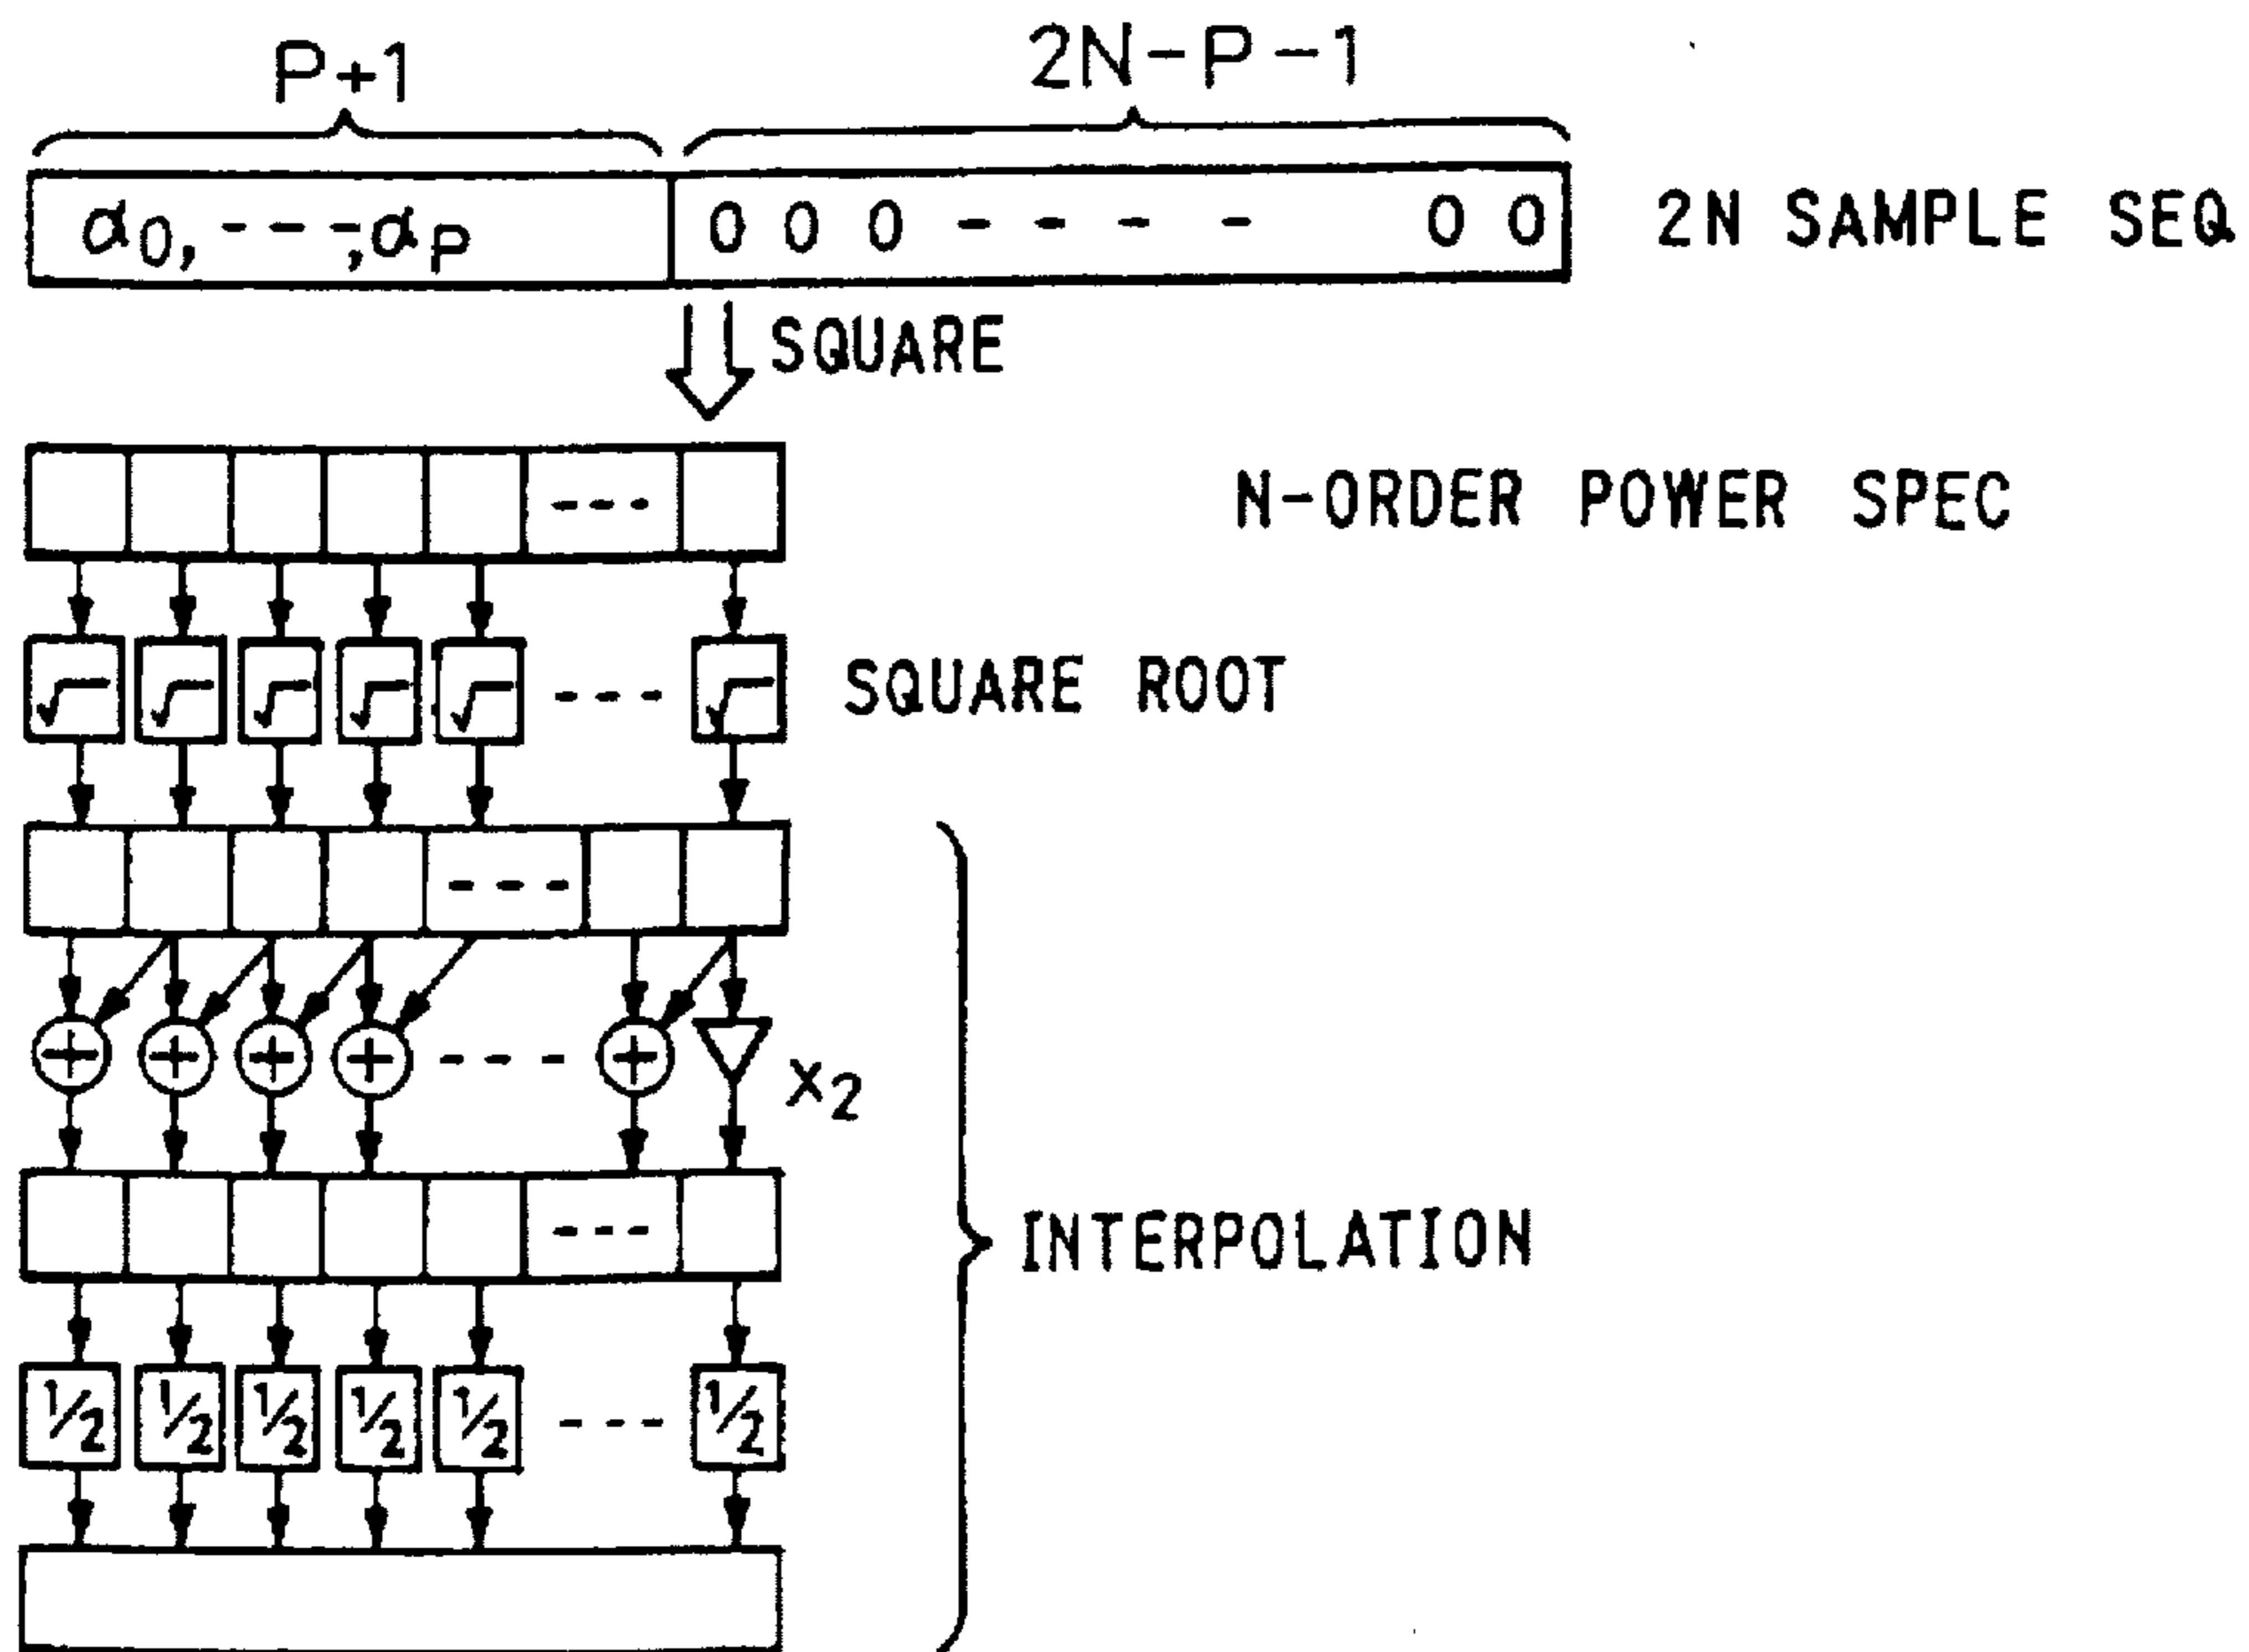 P+1 2N-P-1
α0, ---, αP 0 0 0 ---- 0 0 2N SAMPLE SEQ
SQUARE
N-ORDER POWER SPEC
--- 
√ √ √ √ √ --- √ SQUARE ROOT
---
+ + + + --- + x2
---
INTERPOLATION
1/2 1/2 1/2 1/2 1/2 --- 1/2